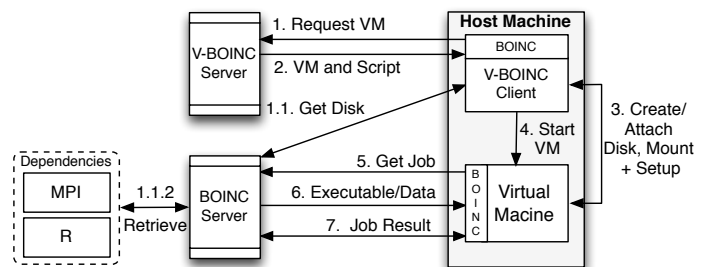 1. Request VM
Host Machine
BOINC
V-BOINC
Server
2. VM and Script
V-BOINC
Client
1.1. Get Disk
3. Create/
Attach
Disk, Mount
+ Setup
4. Start
VM
Dependencies
MPI
R
1.1.2
Retrieve
BOINC
Server
5. Get Job
6. Executable/Data
7. Job Result
BOINC
Virtual
Macine